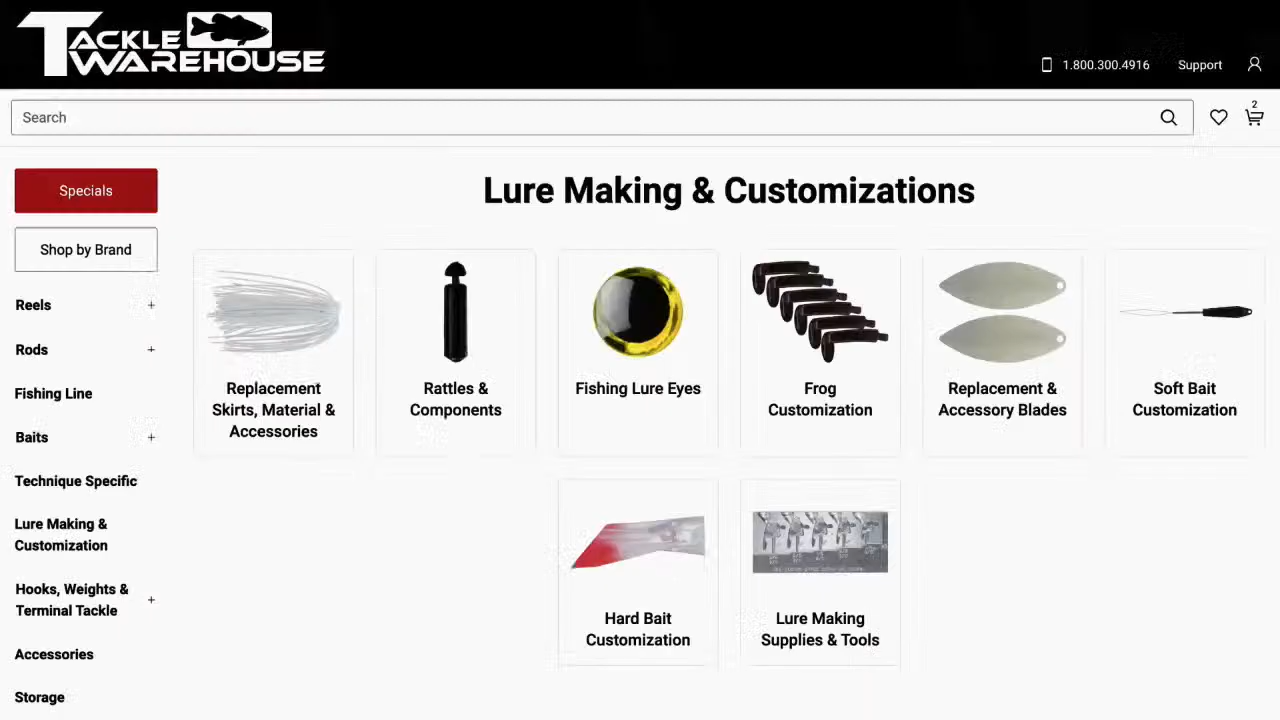 TACKLE
WAREHOUSE
1.800.300.4916
Support
Search
2
Specials
Shop by Brand
Reels +
Rods +
Fishing Line
Baits +
Technique Specific
Lure Making &
Customization
Hooks, Weights &
Terminal Tackle +
Accessories
Storage
Lure Making & Customizations
Replacement
Skirts, Material &
Accessories
Rattles &
Components
Fishing Lure Eyes
Frog
Customization
Replacement &
Accessory Blades
Soft Bait
Customization
Hard Bait
Customization
Lure Making
Supplies & Tools